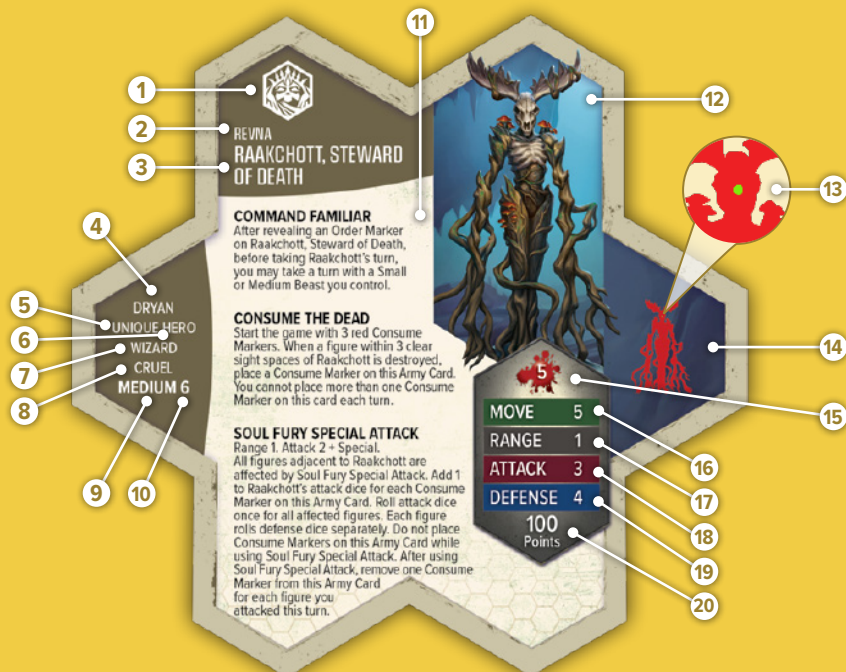 1
2
3
4
5
6
7
8
9
10
11
12
13
14
15
16
17
18
19
20
REVNA
RAAKCHOTT, STEWARD
OF DEATH
DRYAN
UNIQUE HERO
WIZARD
CRUEL
MEDIUM 6
COMMAND FAMILIAR
After revealing an Order Marker
on Raakchott, Steward of Death,
before taking Raakchott's turn,
you may take a turn with a Small
or Medium Beast you control.
CONSUME THE DEAD
Start the game with 3 red Consume
Markers. When a figure within 3 clear
sight spaces of Raakchott is destroyed,
place a Consume Marker on this Army Card.
You cannot place more than one Consume
Marker on this card each turn.
SOUL FURY SPECIAL ATTACK
Range 1. Attack 2 + Special.
All figures adjacent to Raakchott are
affected by Soul Fury Special Attack. Add 1
to Raakchott's attack dice for each Consume
Marker on this Army Card. Roll attack dice
once for all affected figures. Each figure
rolls defense dice separately. Do not place
Consume Markers on this Army Card while
using Soul Fury Special Attack. After using
Soul Fury Special Attack, remove one Consume
Marker from this Army Card
for each figure you
attacked this turn.
5
MOVE 5
RANGE 1
ATTACK 3
DEFENSE 4
100
Points